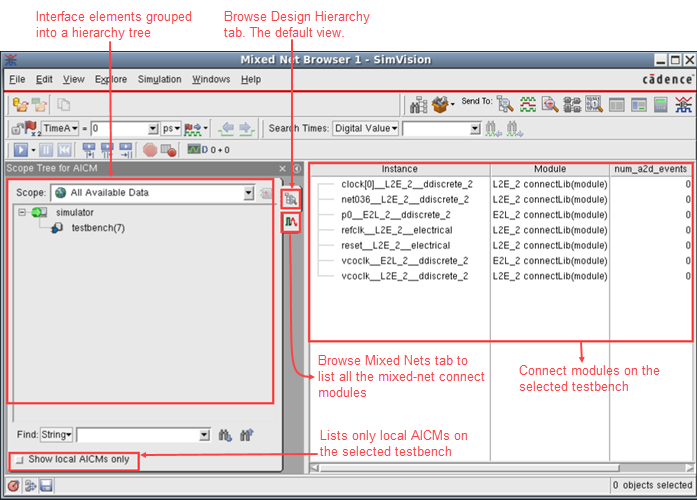 Interface elements grouped
into a hierarchy tree
Browse Design Hierarchy
tab. The default view.
Mixed Net Browser 1 - SimVision
File Edit View Explore Simulation Windows Help
cādence
Send To:
TimeA = 0 ps
Search Times: Digital Value
D 0 + 0
Scope Tree for AICM
Scope: All Available Data
simulator
testbench(7)
Instance Module num_a2d_events
clock[0]__L2E_2__ddiscrete_2 L2E_2 connectLib(module) 0
net036__L2E_2__ddiscrete_2 L2E_2 connectLib(module) 0
p0__E2L_2__ddiscrete_2 E2L_2 connectLib(module) 0
refclk__L2E_2__electrical L2E_2 connectLib(module) 0
reset__L2E_2__electrical L2E_2 connectLib(module) 0
vcoclk__E2L_2__ddiscrete_2 E2L_2 connectLib(module) 0
vcoclk__L2E_2__ddiscrete_2 L2E_2 connectLib(module) 0
Browse Mixed Nets tab to
list all the mixed-net connect
modules
Connect modules on the
selected testbench
Find: String
Lists only local AICMs on
the selected testbench
Show local AICMs only
0 objects selected